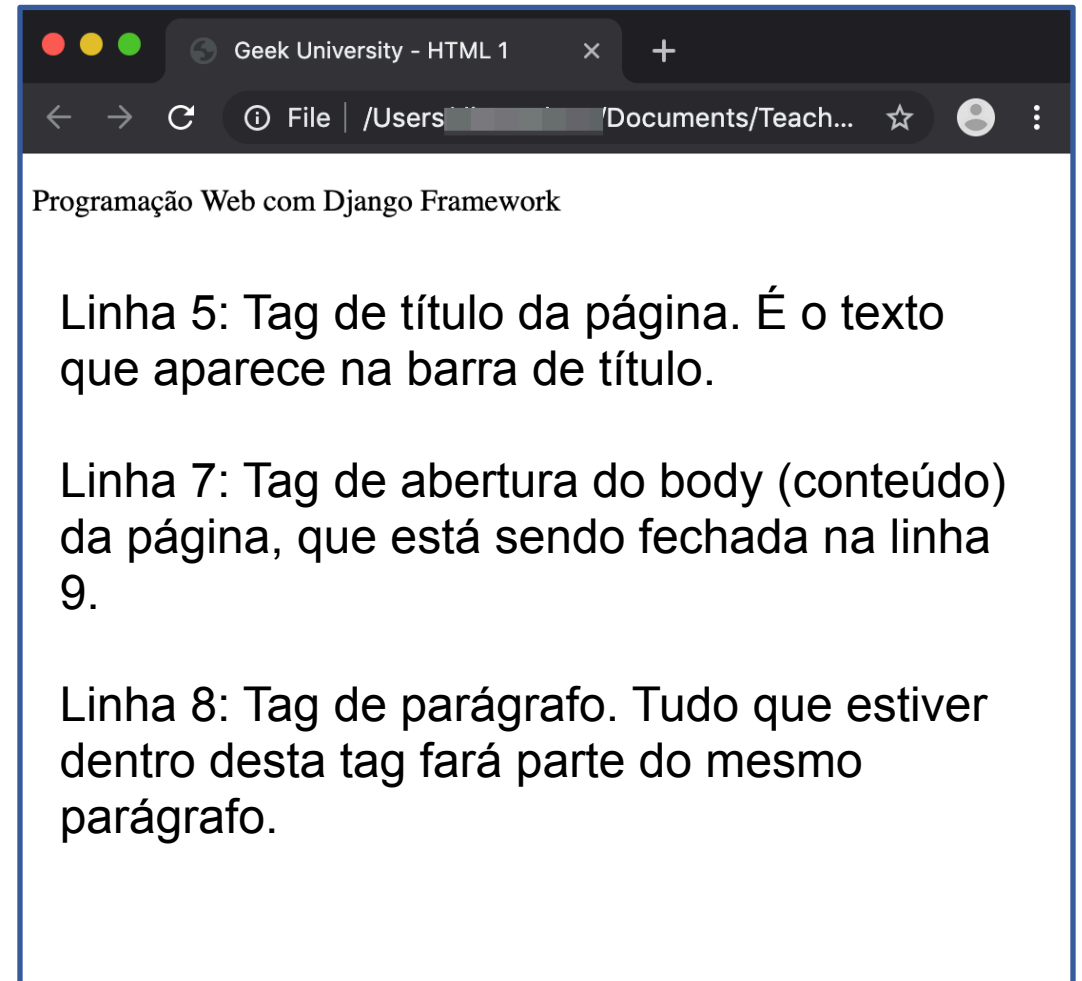 Geek University - HTML 1
File | /Users /Documents/Teach...
Programação Web com Django Framework
Linha 5: Tag de título da página. É o texto
que aparece na barra de título.
Linha 7: Tag de abertura do body (conteúdo)
da página, que está sendo fechada na linha
9.
Linha 8: Tag de parágrafo. Tudo que estiver
dentro desta tag fará parte do mesmo
parágrafo.